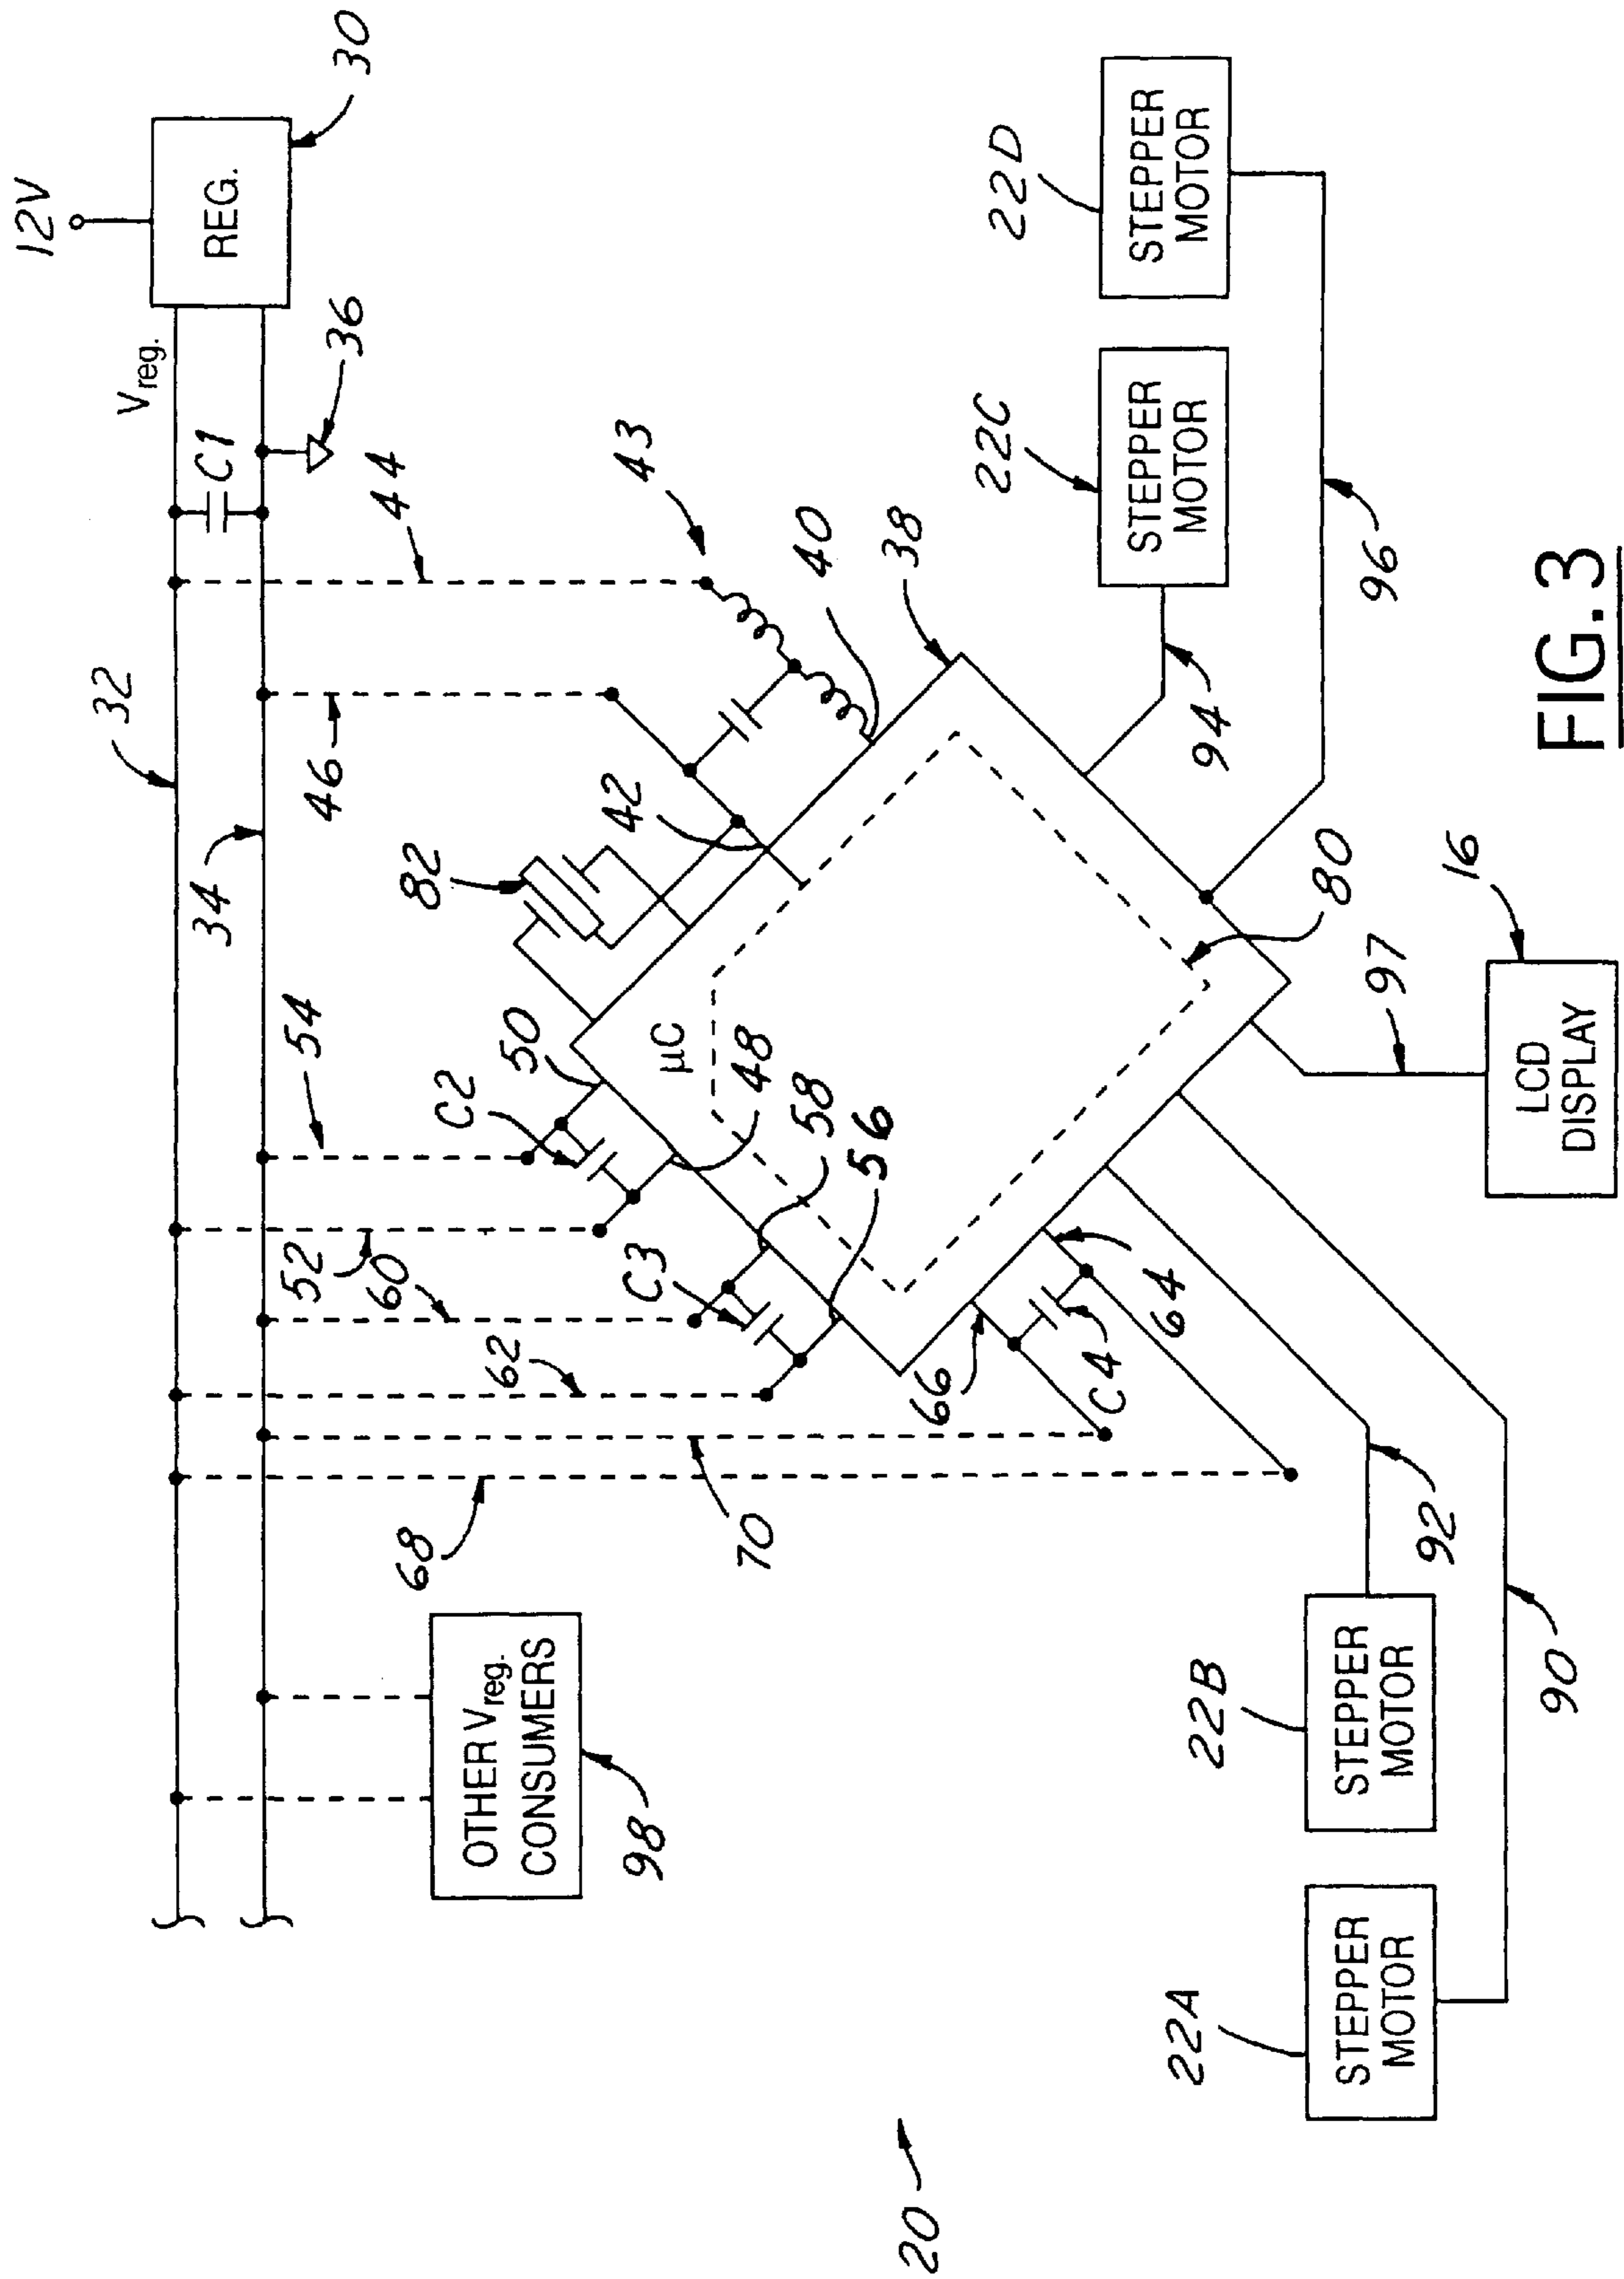 12V
REG.
30
V reg.
C1
36
32
34
44
46
43
40
42
38
82
54
50
C2
48
52
60
58
56
C3
62
64
66
C4
68
70
μC
80
OTHER V reg.
CONSUMERS
98
22D
STEPPER
MOTOR
22C
STEPPER
MOTOR
94
96
16
97
LCD
DISPLAY
22B
STEPPER
MOTOR
92
90
22A
STEPPER
MOTOR
20
FIG.3